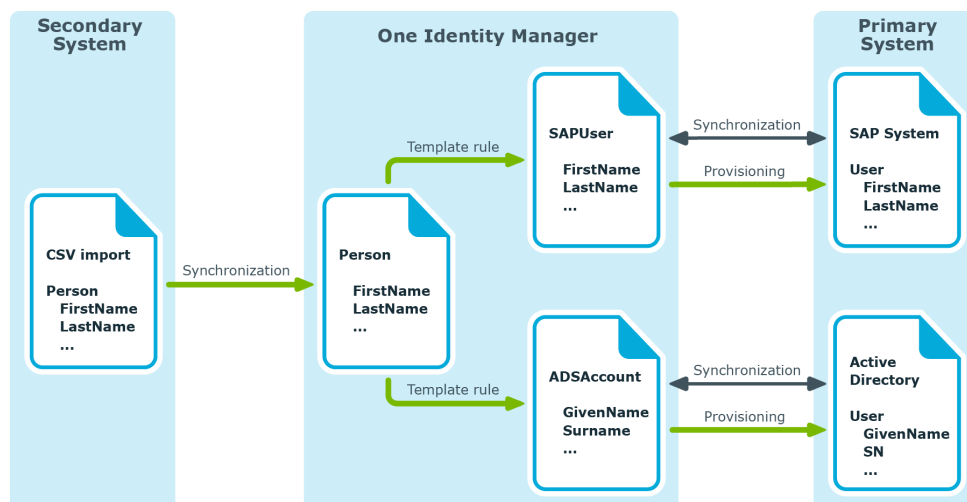 Secondary
System
CSV import
Person
FirstName
LastName
...
Synchronization
One Identity Manager
Person
FirstName
LastName
...
Template rule
Template rule
SAPUser
FirstName
LastName
...
ADSAccount
GivenName
Surname
...
Synchronization
Provisioning
Synchronization
Provisioning
Primary
System
SAP System
User
FirstName
LastName
...
Active
Directory
User
GivenName
SN
...